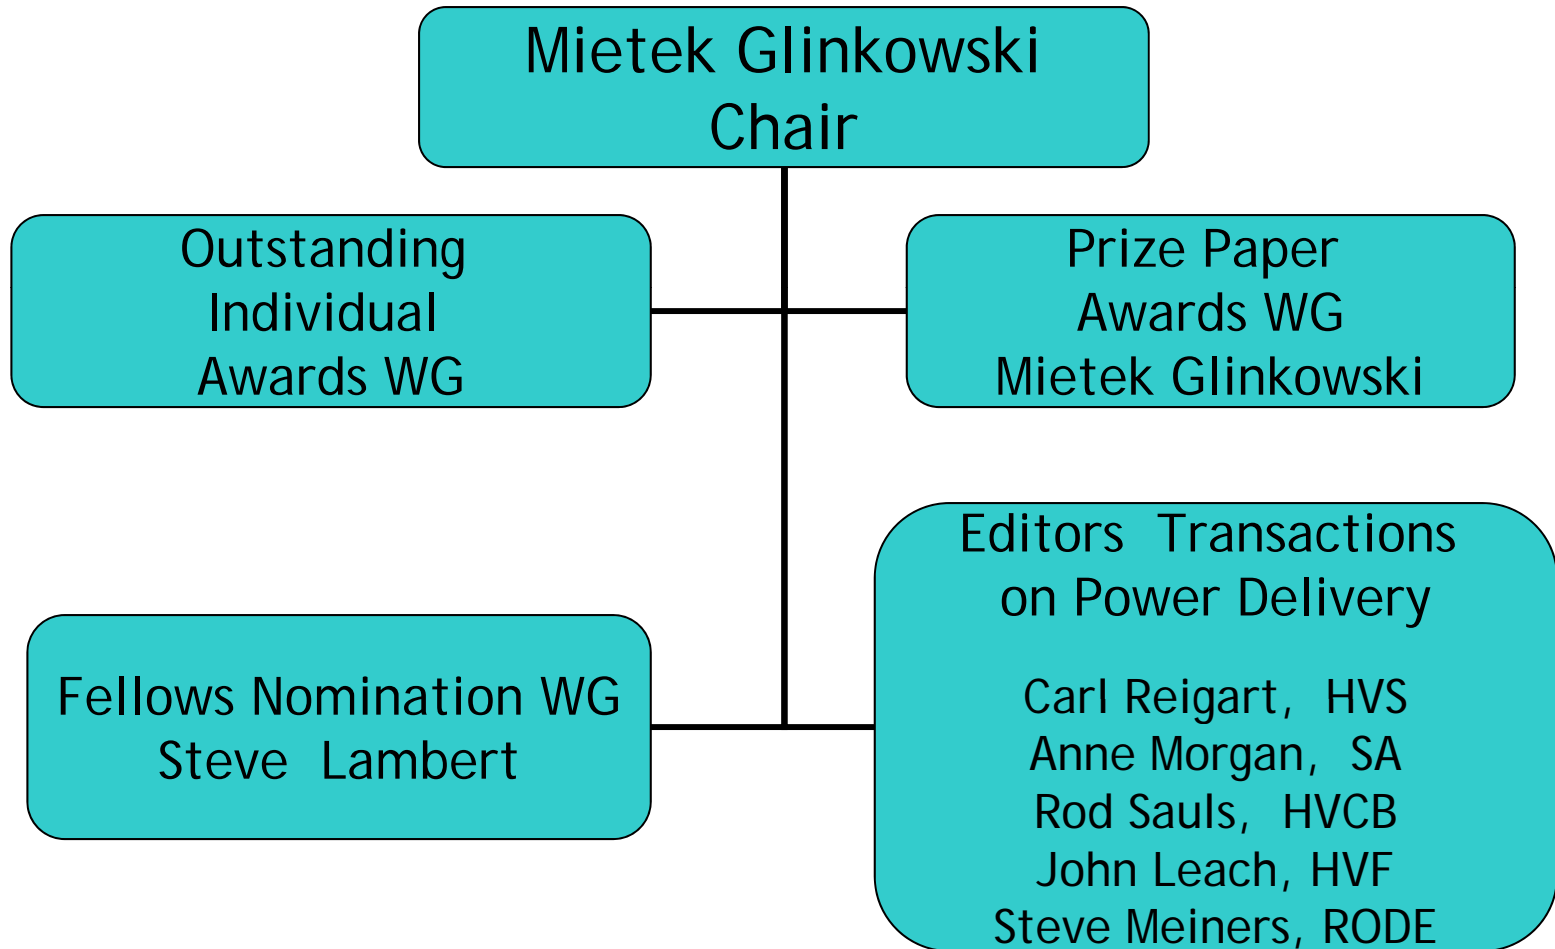 Mietek Glinkowski
Chair
Outstanding
Individual
Awards WG
Prize Paper
Awards WG
Mietek Glinkowski
Fellows Nomination WG
Steve Lambert
Editors Transactions
on Power Delivery
Carl Reigart, HVS
Anne Morgan, SA
Rod Sauls, HVCB
John Leach, HVF
Steve Meiners, RODE